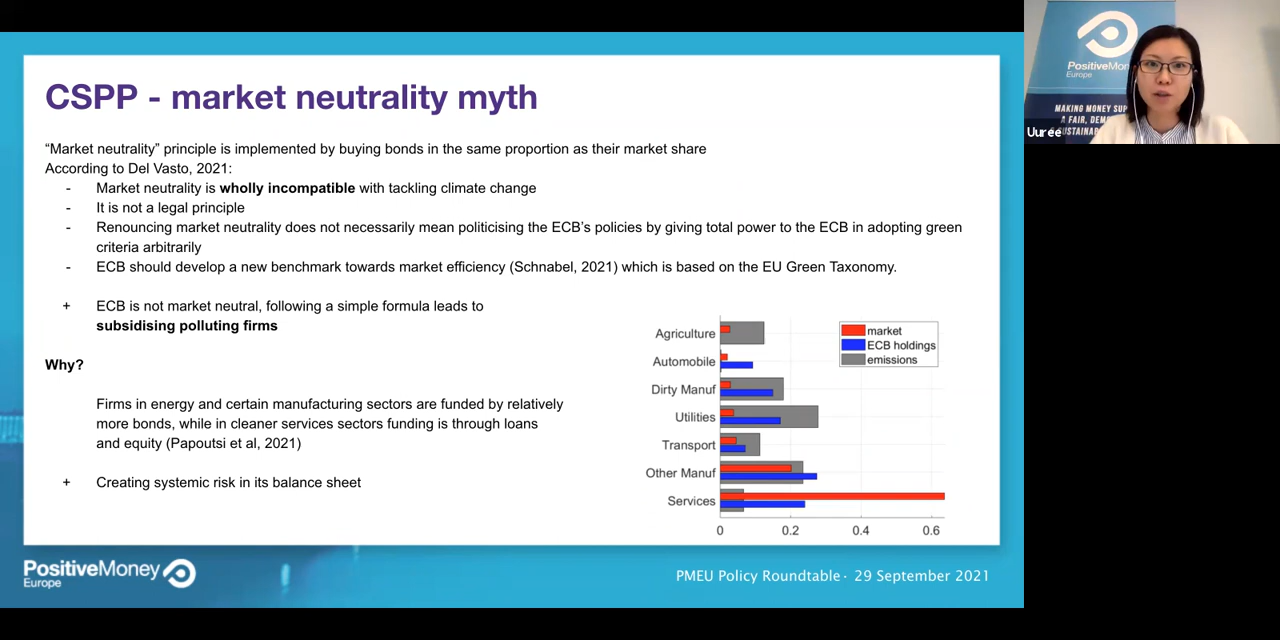 CSPP - market neutrality myth
“Market neutrality” principle is implemented by buying bonds in the same proportion as their market share
According to Del Vasto, 2021:
- Market neutrality is wholly incompatible with tackling climate change
- It is not a legal principle
- Renouncing market neutrality does not necessarily mean politicising the ECB’s policies by giving total power to the ECB in adopting green
criteria arbitrarily
- ECB should develop a new benchmark towards market efficiency (Schnabel, 2021) which is based on the EU Green Taxonomy.
+ ECB is not market neutral, following a simple formula leads to
subsidising polluting firms
Why?
Firms in energy and certain manufacturing sectors are funded by relatively
more bonds, while in cleaner services sectors funding is through loans
and equity (Papoutsi et al, 2021)
+ Creating systemic risk in its balance sheet
Agriculture
Automobile
Dirty Manuf
Utilities
Transport
Other Manuf
Services
0 0.2 0.4 0.6
market
ECB holdings
emissions
PositiveMoney
Europe
PMEU Policy Roundtable · 29 September 2021
PositiveMon
Europe
MAKING MONEY SUP
A FAIR, DEM
SUSTAINAB
Uuree